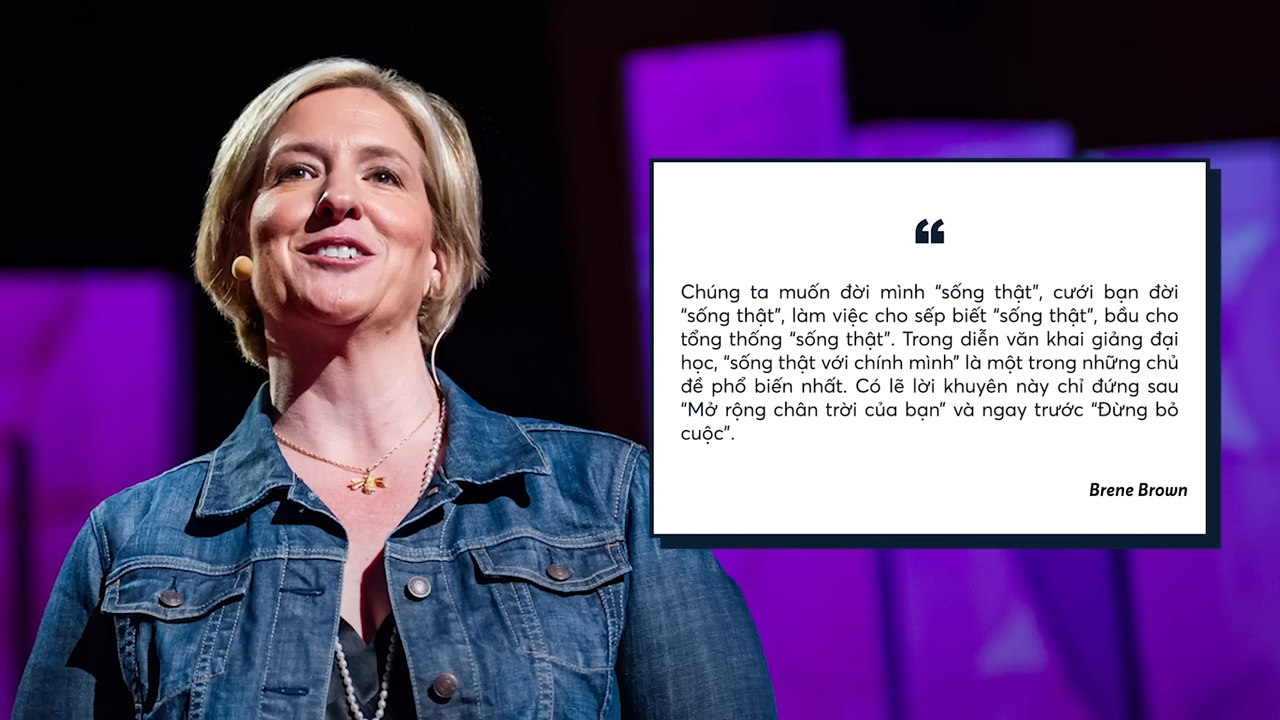 “
Chúng ta muốn đời mình “sống thật”, cưới bạn đời
“sống thật”, làm việc cho sếp biết “sống thật”, bầu cho
tổng thống “sống thật”. Trong diễn văn khai giảng đại
học, “sống thật với chính mình” là một trong những chủ
đề phổ biến nhất. Có lẽ lời khuyên này chỉ đứng sau
“Mở rộng chân trời của bạn” và ngay trước “Đừng bỏ
cuộc”.
Brene Brown